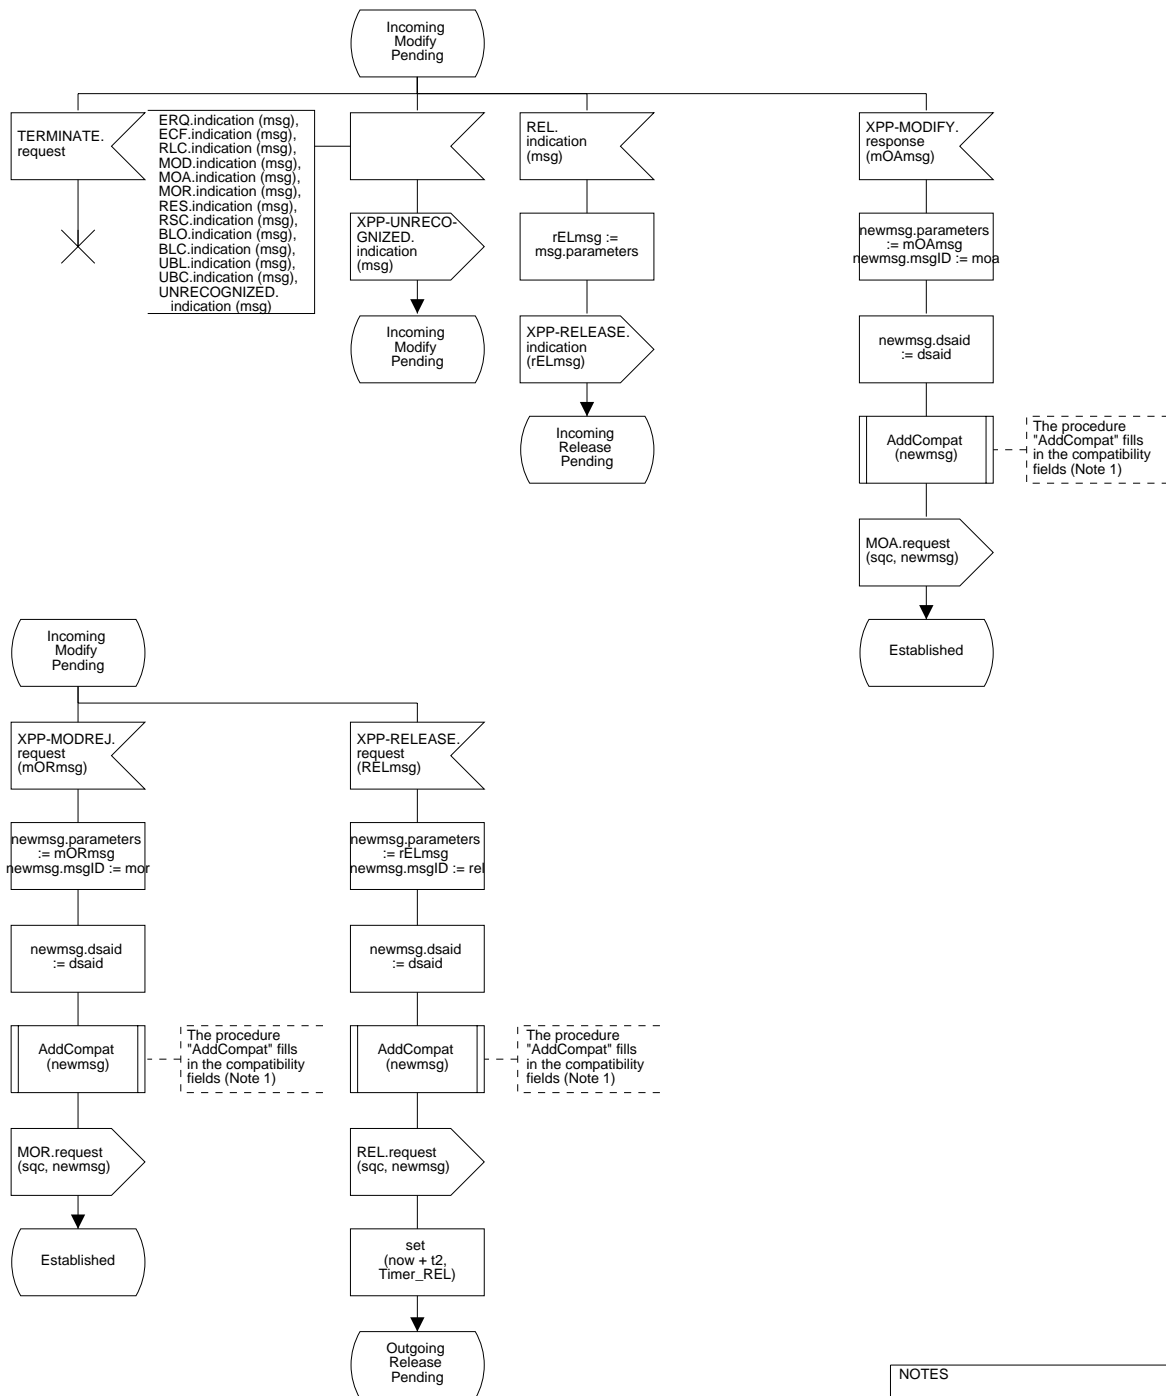 Incoming
Modify
Pending
TERMINATE.
request
ERQ.indication (msg),
ECF.indication (msg),
RLC.indication (msg),
MOD.indication (msg),
MOA.indication (msg),
MOR.indication (msg),
RES.indication (msg),
RSC.indication (msg),
BLO.indication (msg),
BLC.indication (msg),
UBL.indication (msg),
UBC.indication (msg),
UNRECOGNIZED.
indication (msg)
XPP-UNRECO-
GNIZED.
indication
(msg)
Incoming
Modify
Pending
REL.
indication
(msg)
rELmsg :=
msg.parameters
XPP-RELEASE.
indication
(rELmsg)
Incoming
Release
Pending
XPP-MODIFY.
response
(mOAmsg)
newmsg.parameters
:= mOAmsg
newmsg.msgID := moa
newmsg.dsaid
:= dsaid
AddCompat
(newmsg)
The procedure
"AddCompat" fills
in the compatibility
fields (Note 1)
MOA.request
(sqc, newmsg)
Established
Incoming
Modify
Pending
XPP-MODREJ.
request
(mORmsg)
newmsg.parameters
:= mORmsg
newmsg.msgID := mor
newmsg.dsaid
:= dsaid
AddCompat
(newmsg)
The procedure
"AddCompat" fills
in the compatibility
fields (Note 1)
MOR.request
(sqc, newmsg)
Established
XPP-RELEASE.
request
(RELmsg)
newmsg.parameters
:= rELmsg
newmsg.msgID := rel
newmsg.dsaid
:= dsaid
AddCompat
(newmsg)
The procedure
"AddCompat" fills
in the compatibility
fields (Note 1)
REL.request
(sqc, newmsg)
set
(now + t2,
Timer_REL)
Outgoing
Release
Pending
NOTES